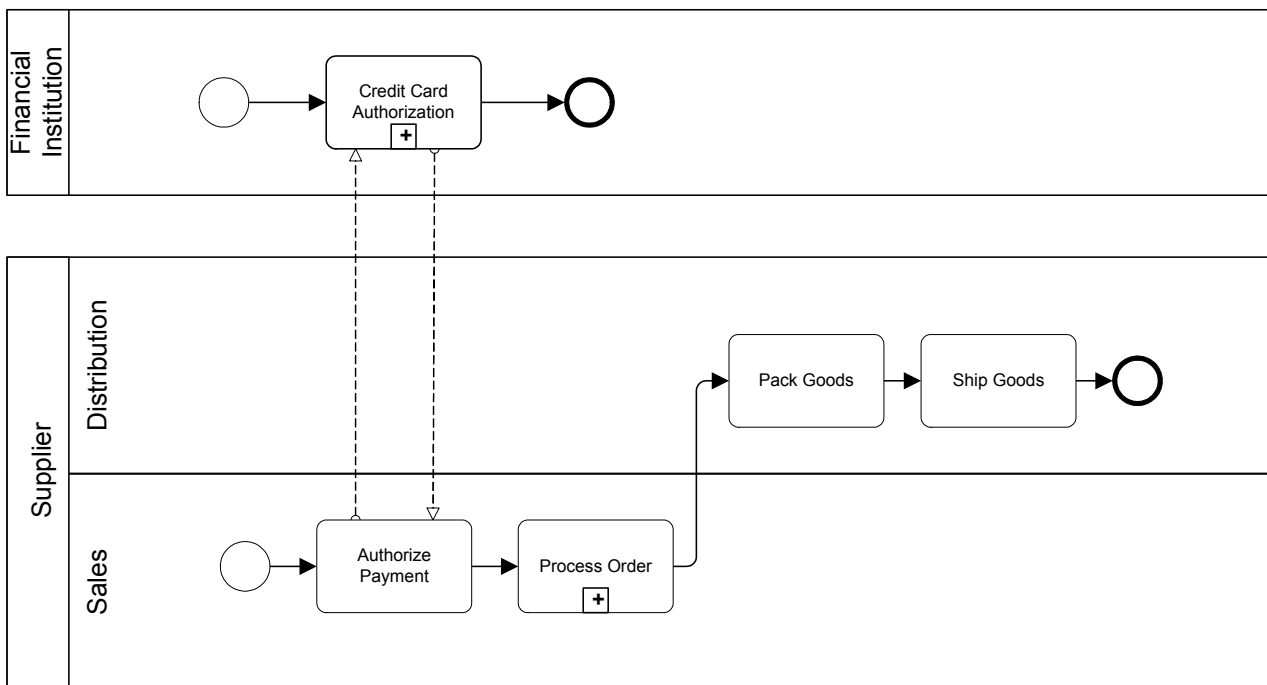 Financial
Institution
Credit Card
Authorization
+
Supplier
Distribution
Pack Goods
Ship Goods
Sales
Authorize
Payment
Process Order
+